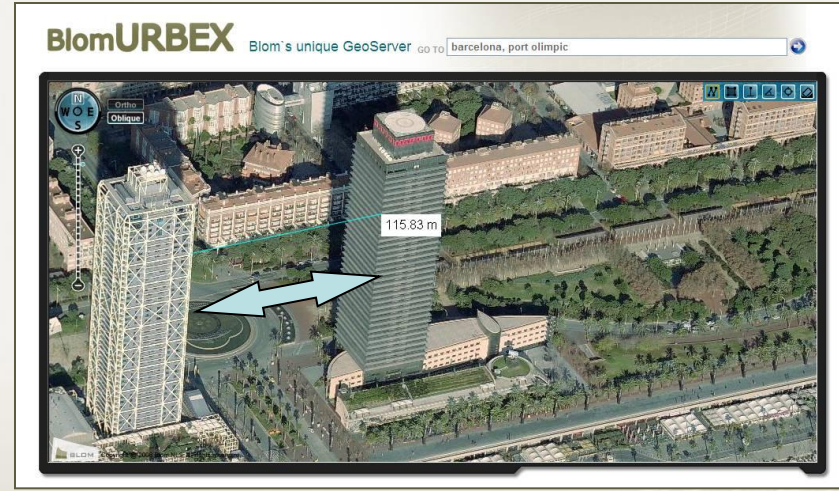 BlomURBEX Blom`s unique GeoServer GO TO barcelona, port olimpic
N
W O E
S
Ortho
Oblique
115.83 m
BLOM